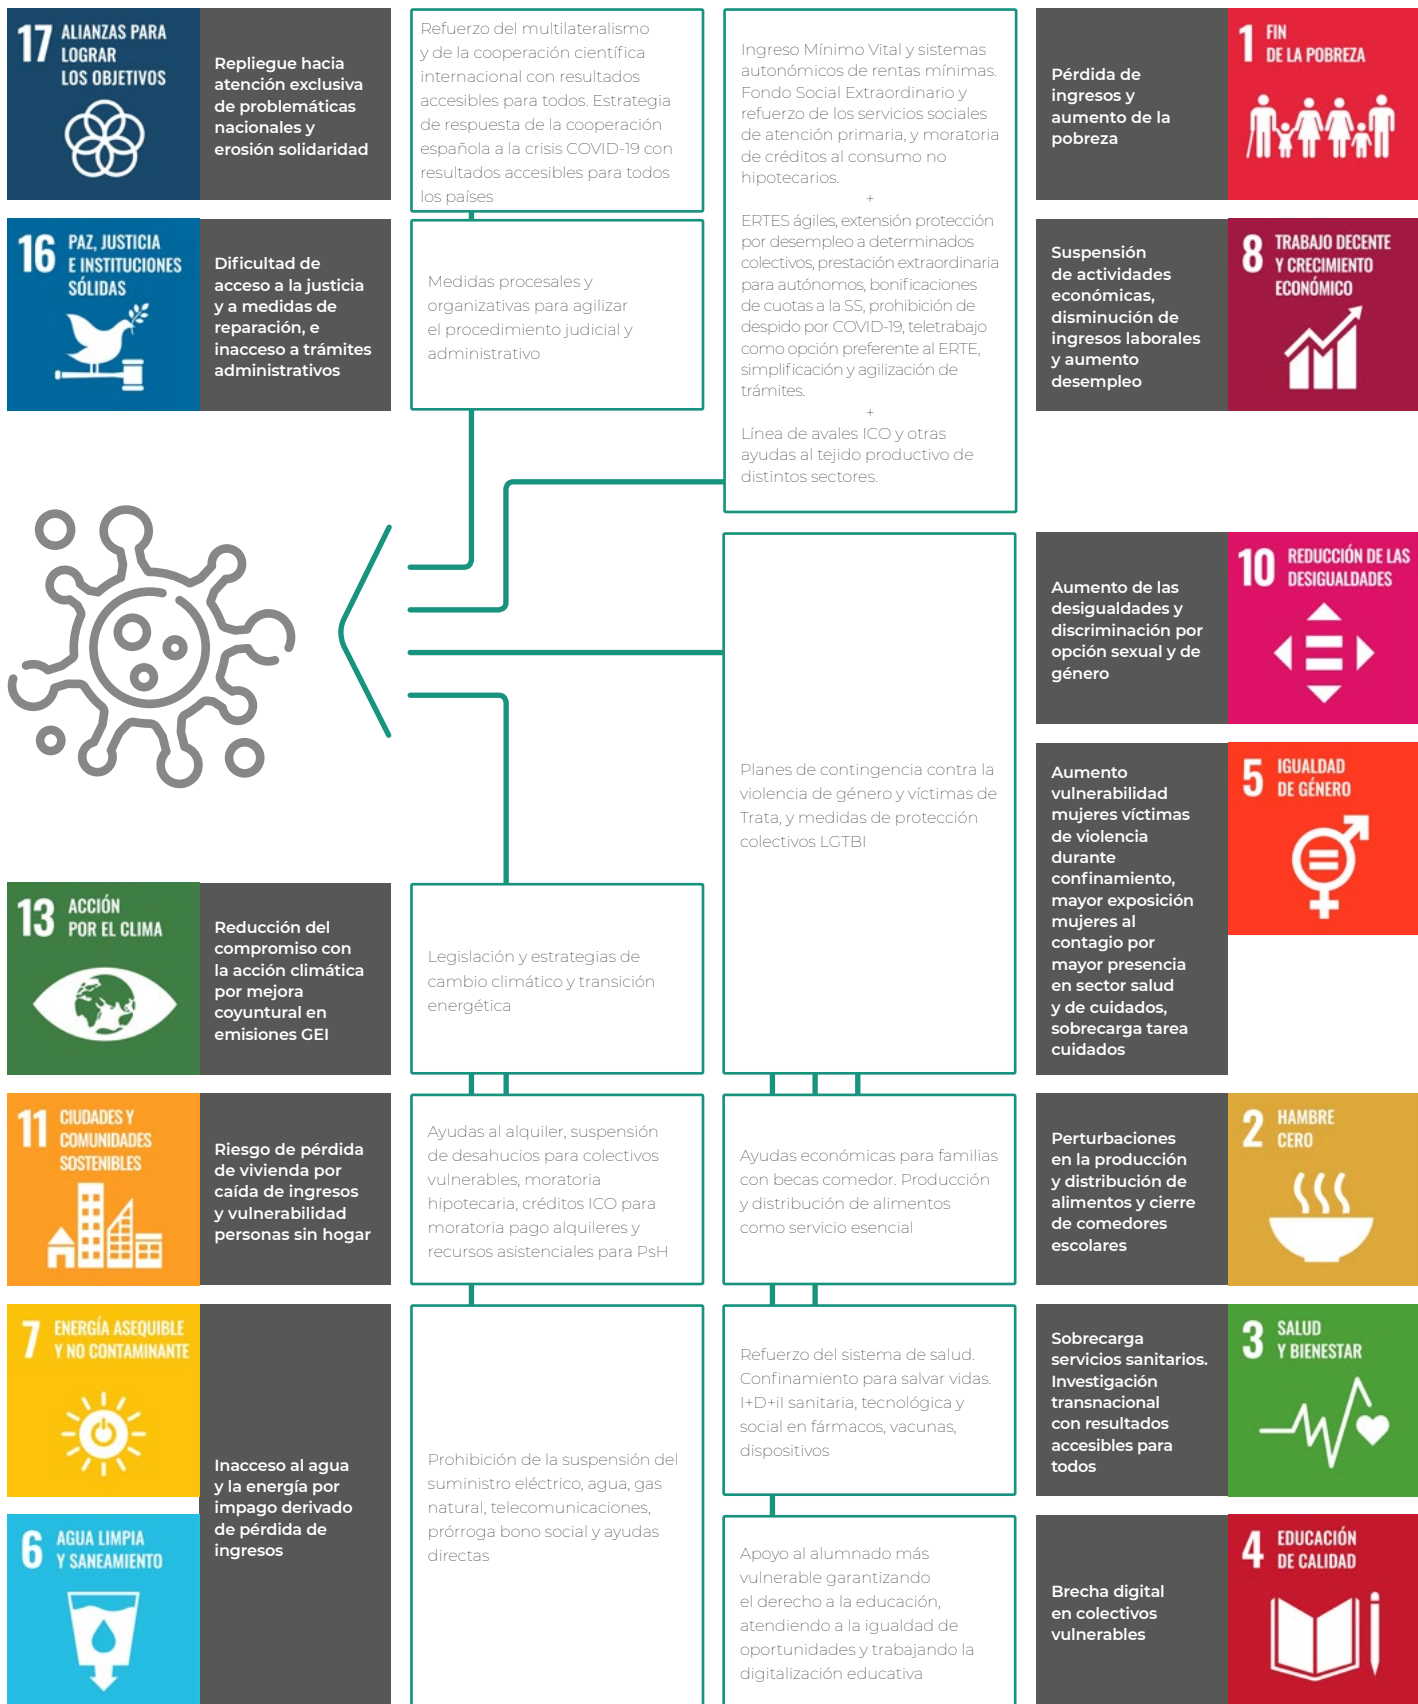 17 ALIANZAS PARA
LOGRAR
LOS OBJETIVOS
Repliegue hacia
atención exclusiva
de problemáticas
nacionales y
erosión solidaridad
Refuerzo del multilateralismo
y de la cooperación científica
internacional con resultados
accesibles para todos. Estrategia
de respuesta de la cooperación
española a la crisis COVID-19 con
resultados accesibles para todos
los países
Ingreso Mínimo Vital y sistemas
autonómicos de rentas mínimas.
Fondo Social Extraordinario y
refuerzo de los servicios sociales
de atención primaria, y moratoria
de créditos al consumo no
hipotecarios.
+
ERTES ágiles, extensión protección
por desempleo a determinados
colectivos, prestación extraordinaria
para autónomos, bonificaciones
de cuotas a la SS, prohibición de
despido por COVID-19, teletrabajo
como opción preferente al ERTE,
simplificación y agilización de
trámites.
+
Línea de avales ICO y otras
ayudas al tejido productivo de
distintos sectores.
Pérdida de
ingresos y
aumento de la
pobreza
1 FIN
DE LA POBREZA
16 PAZ, JUSTICIA
E INSTITUCIONES
SÓLIDAS
Dificultad de
acceso a la justicia
y a medidas de
reparación, e
inacceso a trámites
administrativos
Medidas procesales y
organizativas para agilizar
el procedimiento judicial y
administrativo
Suspensión
de actividades
económicas,
disminución de
ingresos laborales
y aumento
desempleo
8 TRABAJO DECENTE
Y CRECIMIENTO
ECONÓMICO
Aumento de las
desigualdades y
discriminación por
opción sexual y de
género
10 REDUCCIÓN DE LAS
DESIGUALDADES
Planes de contingencia contra la
violencia de género y víctimas de
Trata, y medidas de protección
colectivos LGTBI
Aumento
vulnerabilidad
mujeres víctimas
de violencia
durante
confinamiento,
mayor exposición
mujeres al
contagio por
mayor presencia
en sector salud
y de cuidados,
sobrecarga tarea
cuidados
5 IGUALDAD
DE GÉNERO
13 ACCIÓN
POR EL CLIMA
Reducción del
compromiso con
la acción climática
por mejora
coyuntural en
emisiones GEI
Legislación y estrategias de
cambio climático y transición
energética
11 CIUDADES Y
COMUNIDADES
SOSTENIBLES
Riesgo de pérdida
de vivienda por
caída de ingresos
y vulnerabilidad
personas sin hogar
Ayudas al alquiler, suspensión
de desahucios para colectivos
vulnerables, moratoria
hipotecaria, créditos ICO para
moratoria pago alquileres y
recursos asistenciales para PsH
Ayudas económicas para familias
con becas comedor. Producción
y distribución de alimentos
como servicio esencial
Perturbaciones
en la producción
y distribución de
alimentos y cierre
de comedores
escolares
2 HAMBRE
CERO
7 ENERGÍA ASEQUIBLE
Y NO CONTAMINANTE
6 AGUA LIMPIA
Y SANEAMIENTO
Inacceso al agua
y la energía por
impago derivado
de pérdida de
ingresos
Prohibición de la suspensión del
suministro eléctrico, agua, gas
natural, telecomunicaciones,
prórroga bono social y ayudas
directas
Refuerzo del sistema de salud.
Confinamiento para salvar vidas.
I+D+iI sanitaria, tecnológica y
social en fármacos, vacunas,
dispositivos
Sobrecarga
servicios sanitarios.
Investigación
transnacional
con resultados
accesibles para
todos
3 SALUD
Y BIENESTAR
Apoyo al alumnado más
vulnerable garantizando
el derecho a la educación,
atendiendo a la igualdad de
oportunidades y trabajando la
digitalización educativa
Brecha digital
en colectivos
vulnerables
4 EDUCACIÓN
DE CALIDAD